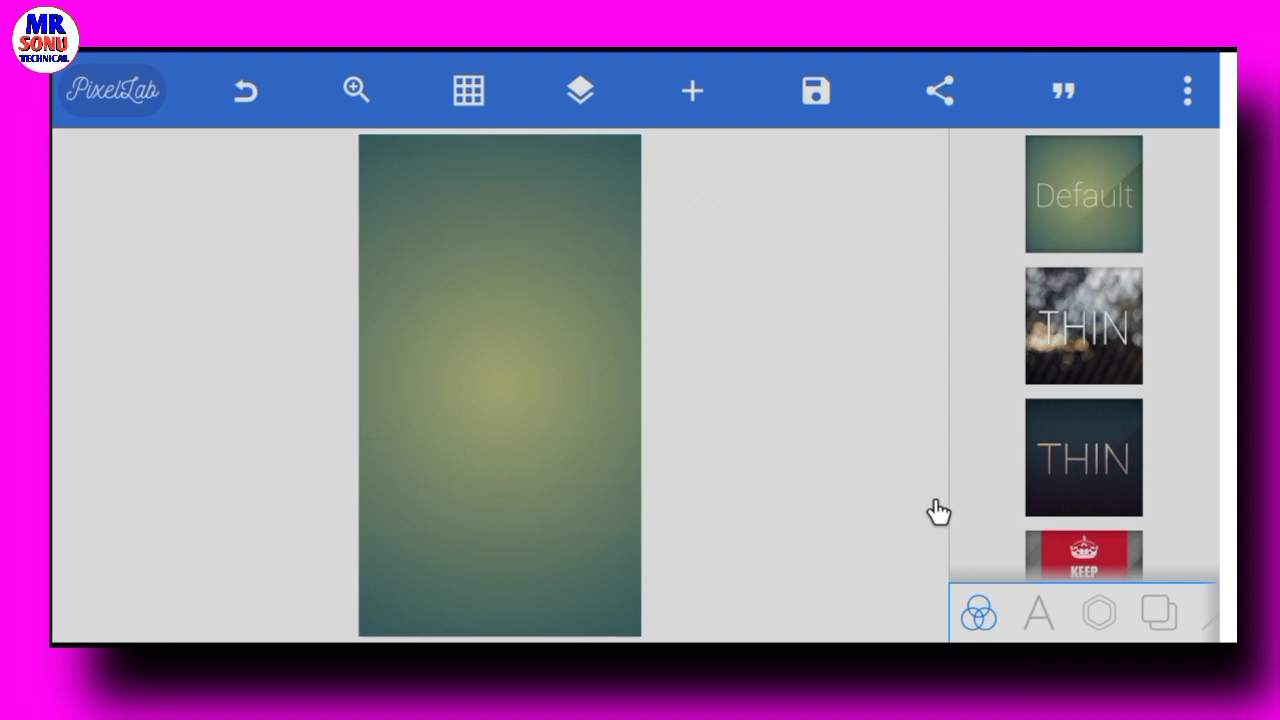 MR
SONU
TECHNICAL
PixelLab
Default
THIN
THIN
KEEP